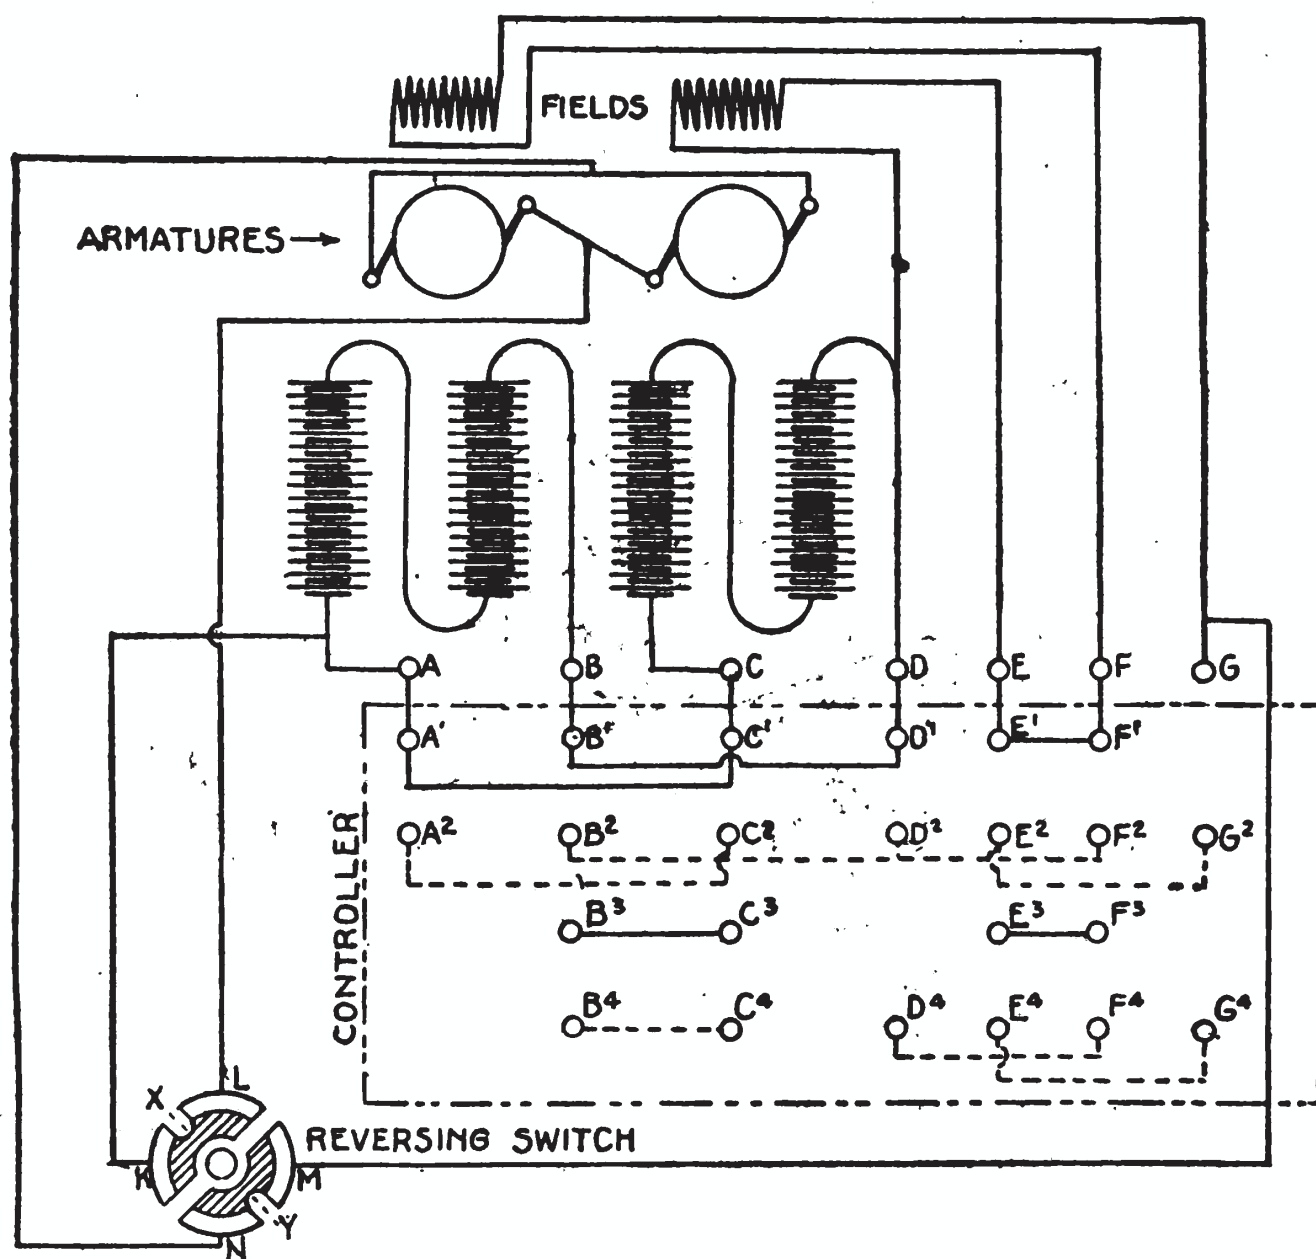 FIELDS
ARMATURES
A B C D E F G
A' B' C' D' E' F'
A² B² C² D² E² F² G²
B³ C³ E³ F³
B⁴ C⁴ D⁴ E⁴ F⁴ G⁴
CONTROLLER
X L
REVERSING SWITCH
K M
Y
N